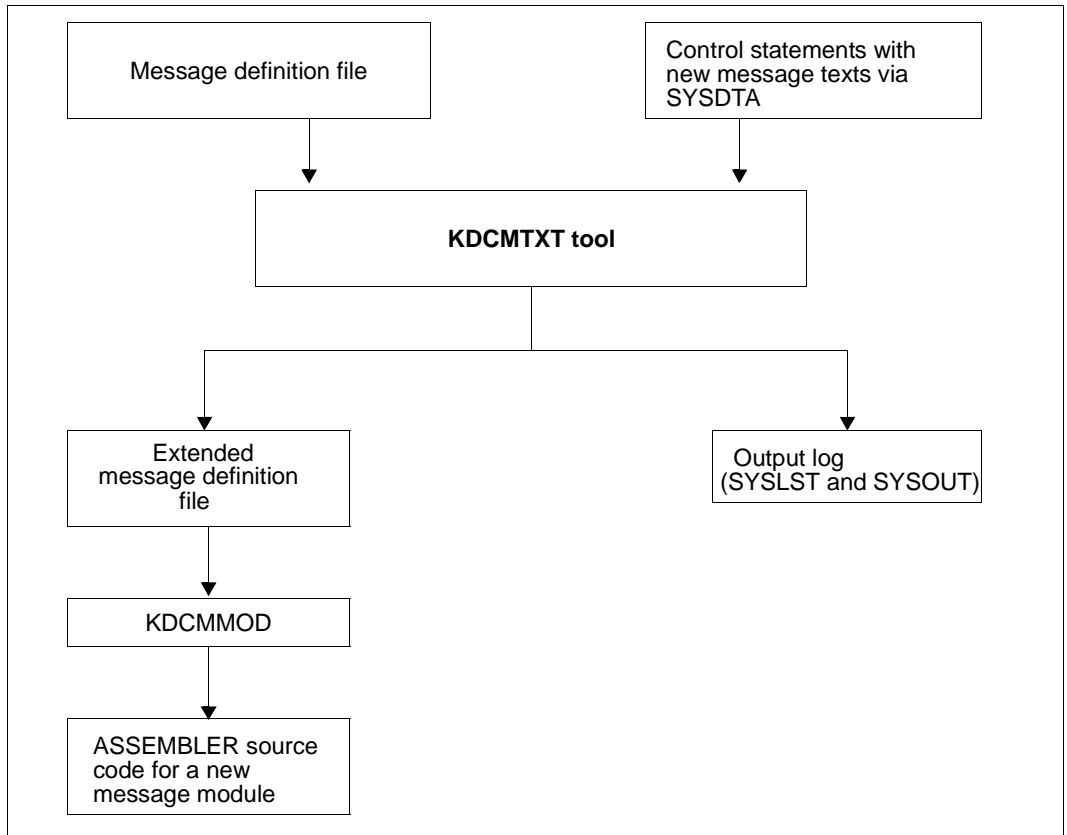 Message definition file
Control statements with
new message texts via
SYSDTA
KDCMTXT tool
Extended
message definition
file
Output log
(SYSLST and SYSOUT)
KDCMMOD
ASSEMBLER source
code for a new
message module